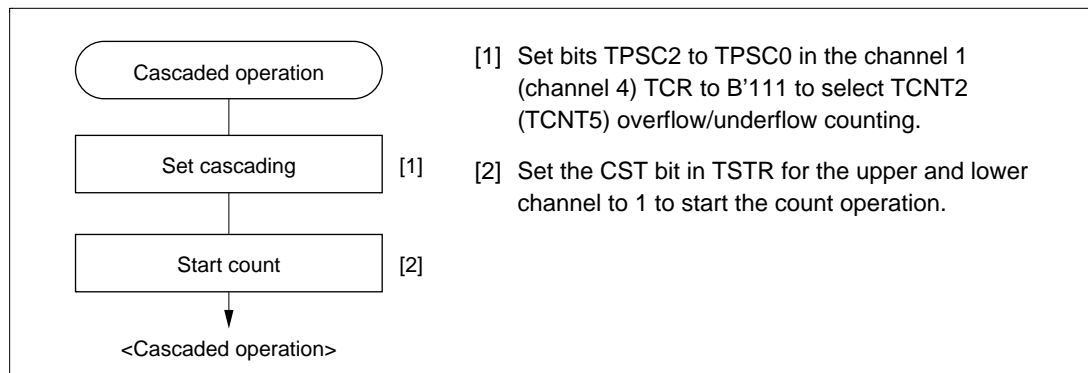 Cascaded operation
Set cascading
[1]
Start count
[2]
<Cascaded operation>
[1] Set bits TPSC2 to TPSC0 in the channel 1
(channel 4) TCR to B’111 to select TCNT2
(TCNT5) overflow/underflow counting.
[2] Set the CST bit in TSTR for the upper and lower
channel to 1 to start the count operation.